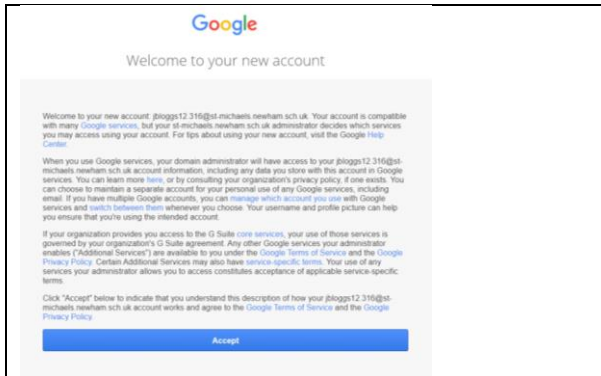 Google
Welcome to your new account
Welcome to your new account: jbloggs12.316@st-michaels.newham.sch.uk. Your account is compatible
with many Google services, but your st-michaels.newham.sch.uk administrator decides which services
you may access using your account. For tips about using your new account, visit the Google Help
Center.
When you use Google services, your domain administrator will have access to your jbloggs12.316@st-
michaels.newham.sch.uk account information, including any data you store with this account in Google
services. You can learn more here, or by consulting your organization's privacy policy, if one exists. You
can choose to maintain a separate account for your personal use of any Google services, including
email. If you have multiple Google accounts, you can manage which account you use with Google
services and switch between them whenever you choose. Your username and profile picture can help
you ensure that you're using the intended account.
If your organization provides you access to the G Suite core services, your use of those services is
governed by your organization's G Suite agreement. Any other Google services your administrator
enables ("Additional Services") are available to you under the Google Terms of Service and the Google
Privacy Policy. Certain Additional Services may also have service-specific terms. Your use of any
services your administrator allows you to access constitutes acceptance of applicable service-specific
terms.
Click "Accept" below to indicate that you understand this description of how your jbloggs12.316@st-
michaels.newham.sch.uk account works and agree to the Google Terms of Service and the Google
Privacy Policy.
Accept